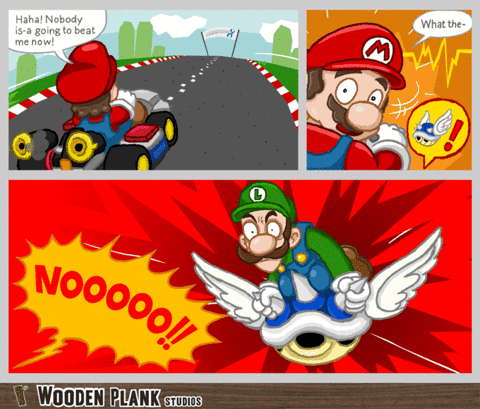 Haha! Nobody
is-a going to beat
me now!
What the-
M
!
L
NOOOOO!!
WOODEN PLANK STUDIOS